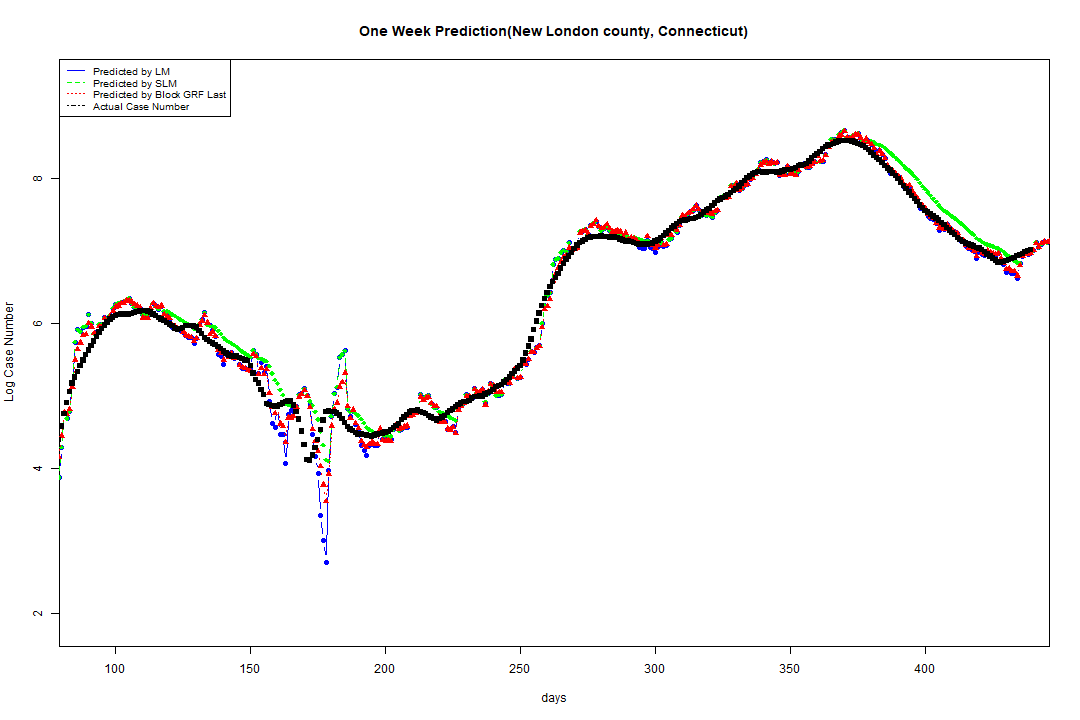 One Week Prediction(New London county, Connecticut)
Predicted by LM
Predicted by SLM
Predicted by Block GRF Last
Actual Case Number
Log Case Number
8
6
4
2
100 150 200 250 300 350 400
days